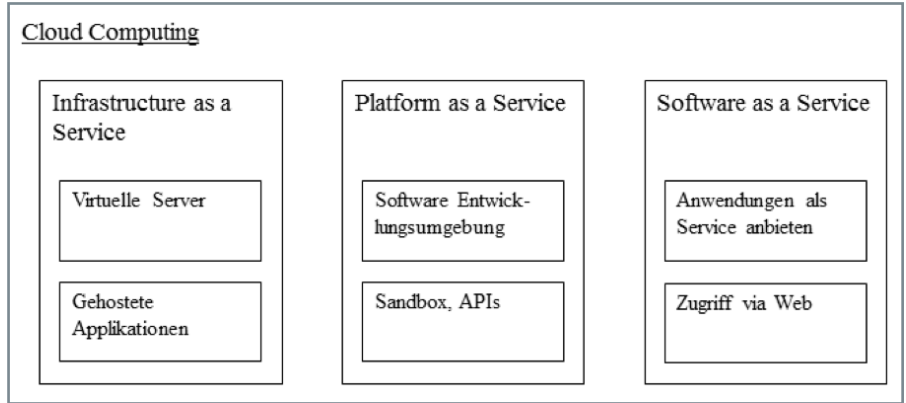 Cloud Computing
Infrastructure as a
Service
Virtuelle Server
Gehostete
Applikationen
Platform as a Service
Software Entwick-
lungsumgebung
Sandbox, APIs
Software as a Service
Anwendungen als
Service anbieten
Zugriff via Web